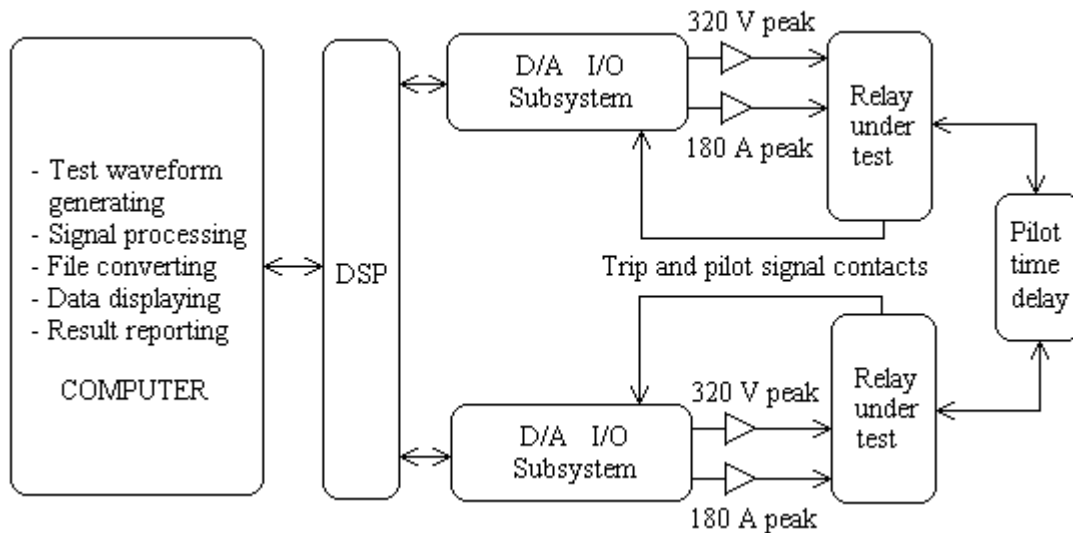 - Test waveform
generating
- Signal processing
- File converting
- Data displaying
- Result reporting
COMPUTER
DSP
D/A I/O
Subsystem
320 V peak
180 A peak
Relay
under
test
Trip and pilot signal contacts
Pilot
time
delay
D/A I/O
Subsystem
320 V peak
180 A peak
Relay
under
test